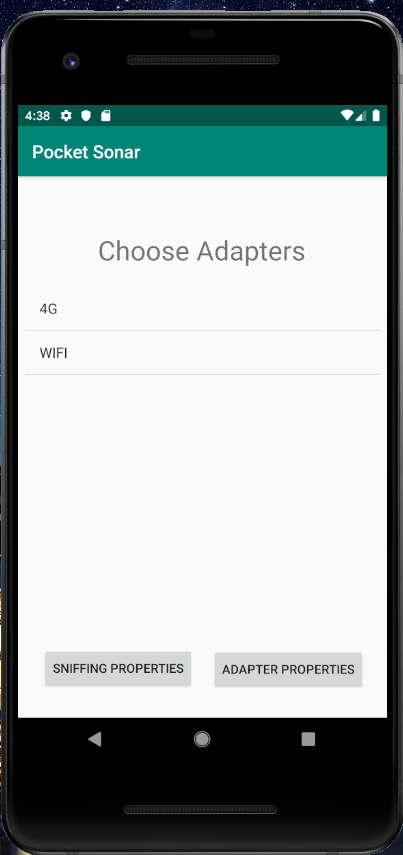 4:38
Pocket Sonar
Choose Adapters
4G
WIFI
SNIFFING PROPERTIES
ADAPTER PROPERTIES